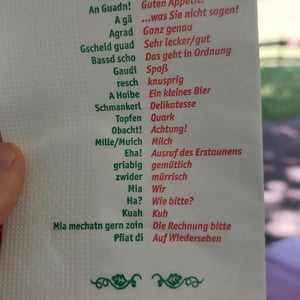 An Guadn! Guten Appetit!
A gã ...was Sie nicht sagen!
Agrad Ganz genau
Gscheid guad Sehr lecker/gut
Bassd scho Das geht in Ordnung
Gaudi Spaß
resch knusprig
A Hoibe Ein kleines Bier
Schmankerl Delikatesse
Topfen Quark
Obacht! Achtung!
Mille/Muich Milch
Eha! Ausruf des Erstaunens
griabig gemütlich
zwider mürrisch
Mia Wir
Ha? Wie bitte?
Kuah Kuh
Mia mechatn gern zoin Die Rechnung bitte
Pfiat di Auf Wiedersehen